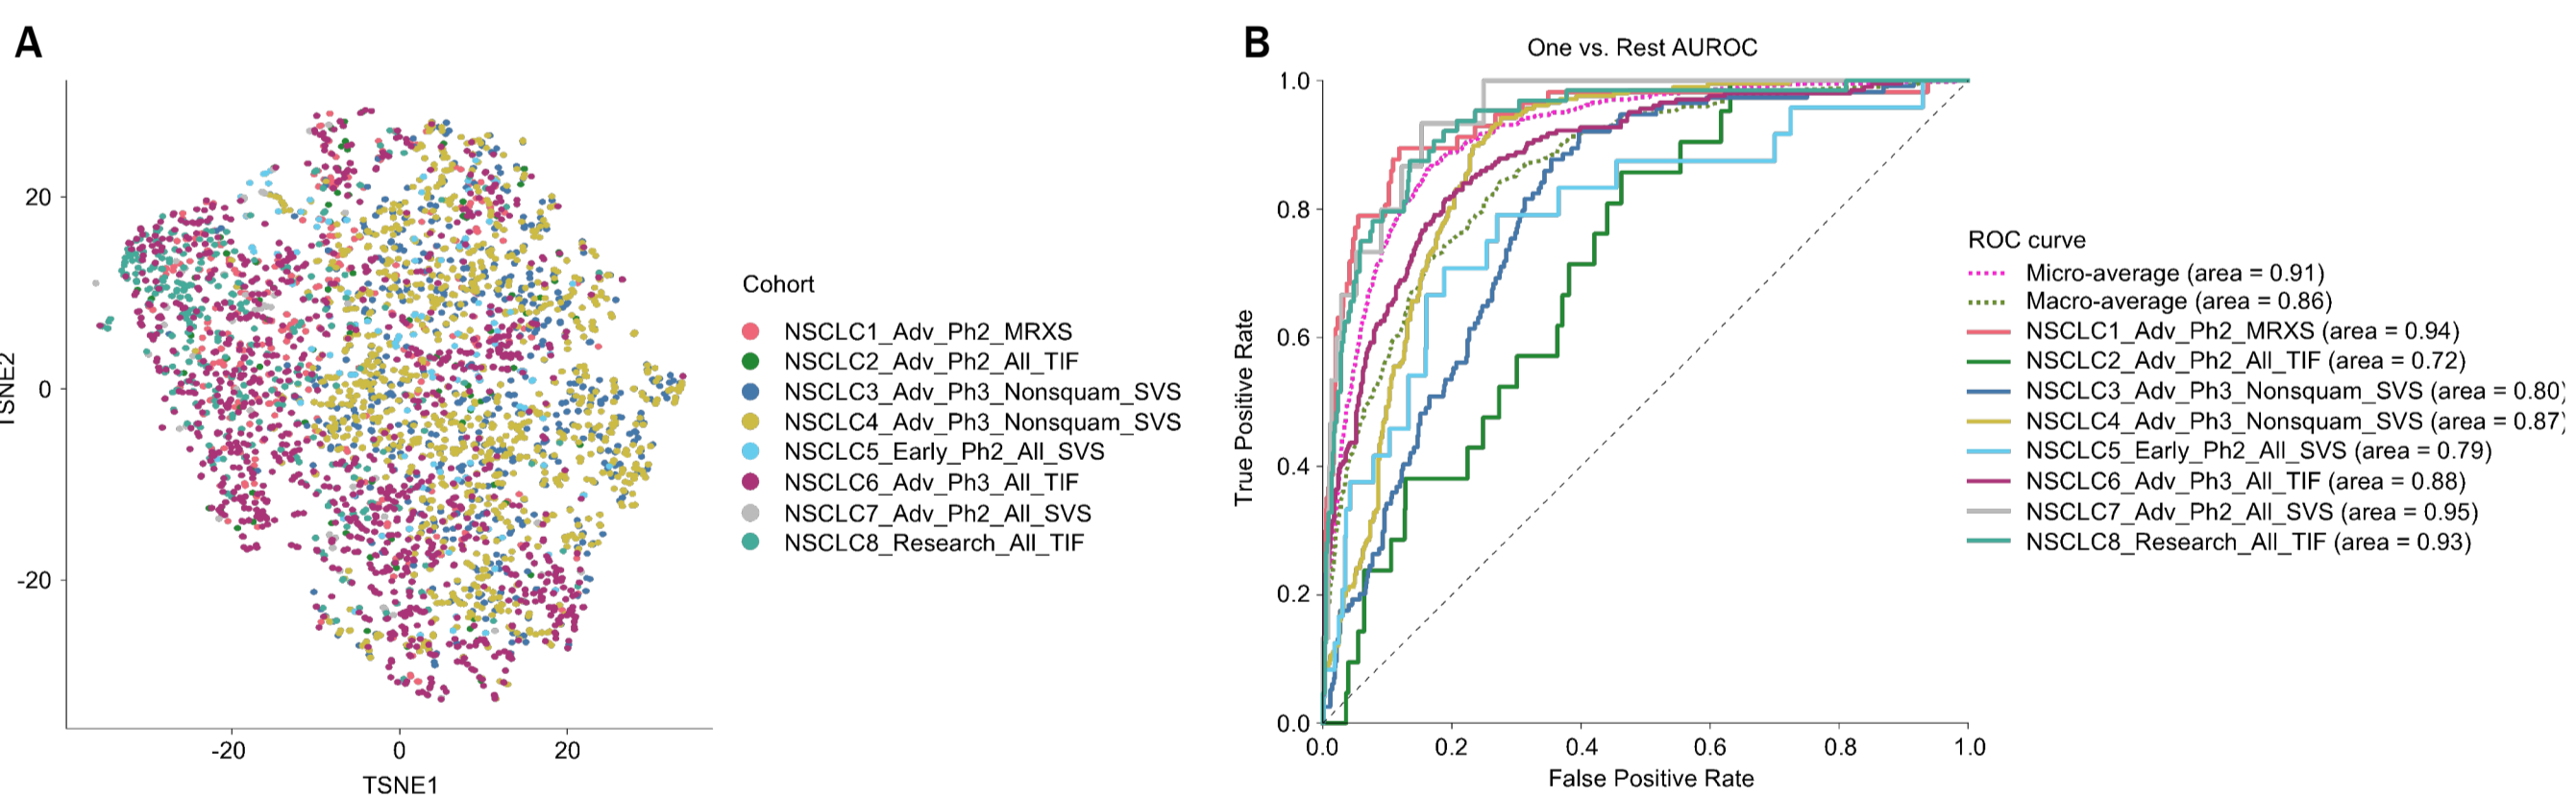 A
20
0
-20
TSNE2
-20
0
20
TSNE1
Cohort
NSCLC1_Adv_Ph2_MRXS
NSCLC2_Adv_Ph2_All_TIF
NSCLC3_Adv_Ph3_Nonsquam_SVS
NSCLC4_Adv_Ph3_Nonsquam_SVS
NSCLC5_Early_Ph2_All_SVS
NSCLC6_Adv_Ph3_All_TIF
NSCLC7_Adv_Ph2_All_SVS
NSCLC8_Research_All_TIF
B
One vs. Rest AUROC
1.0
0.8
0.6
0.4
0.2
0.0
True Positive Rate
0.0
0.2
0.4
0.6
0.8
1.0
False Positive Rate
ROC curve
Micro-average (area = 0.91)
Macro-average (area = 0.86)
NSCLC1_Adv_Ph2_MRXS (area = 0.94)
NSCLC2_Adv_Ph2_All_TIF (area = 0.72)
NSCLC3_Adv_Ph3_Nonsquam_SVS (area = 0.80)
NSCLC4_Adv_Ph3_Nonsquam_SVS (area = 0.87)
NSCLC5_Early_Ph2_All_SVS (area = 0.79)
NSCLC6_Adv_Ph3_All_TIF (area = 0.88)
NSCLC7_Adv_Ph2_All_SVS (area = 0.95)
NSCLC8_Research_All_TIF (area = 0.93)